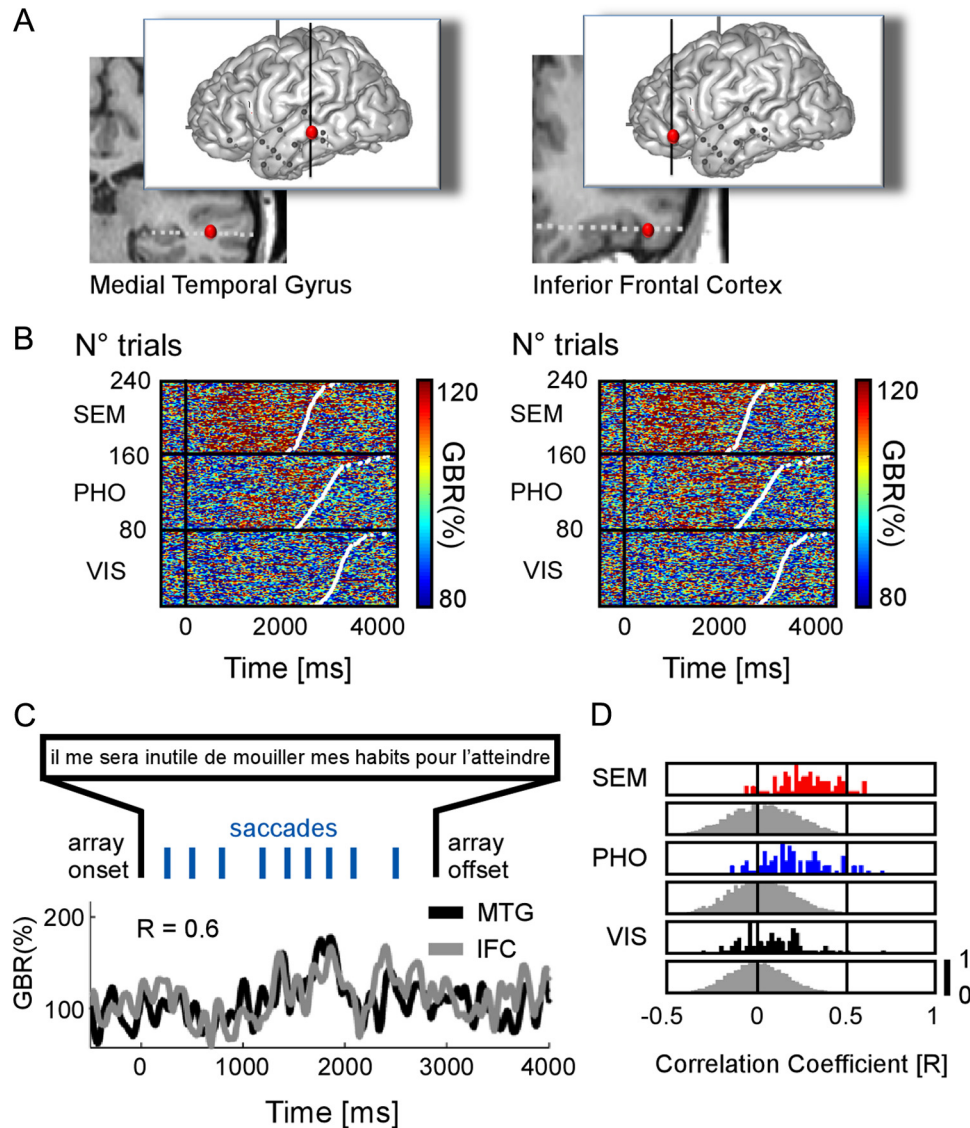 A
Medial Temporal Gyrus
Inferior Frontal Cortex
B
N° trials
240
SEM
160
PHO
80
VIS
0
2000
4000
Time [ms]
120
GBR(%)
80
N° trials
240
SEM
160
PHO
80
VIS
0
2000
4000
Time [ms]
120
GBR(%)
80
C
il me sera inutile de mouiller mes habits pour l'atteindre
array
onset
saccades
array
offset
200
100
GBR(%)
R = 0.6
MTG
IFC
0
1000
2000
3000
4000
Time [ms]
D
SEM
PHO
VIS
1
0
-0.5
0
0.5
1
Correlation Coefficient [R]